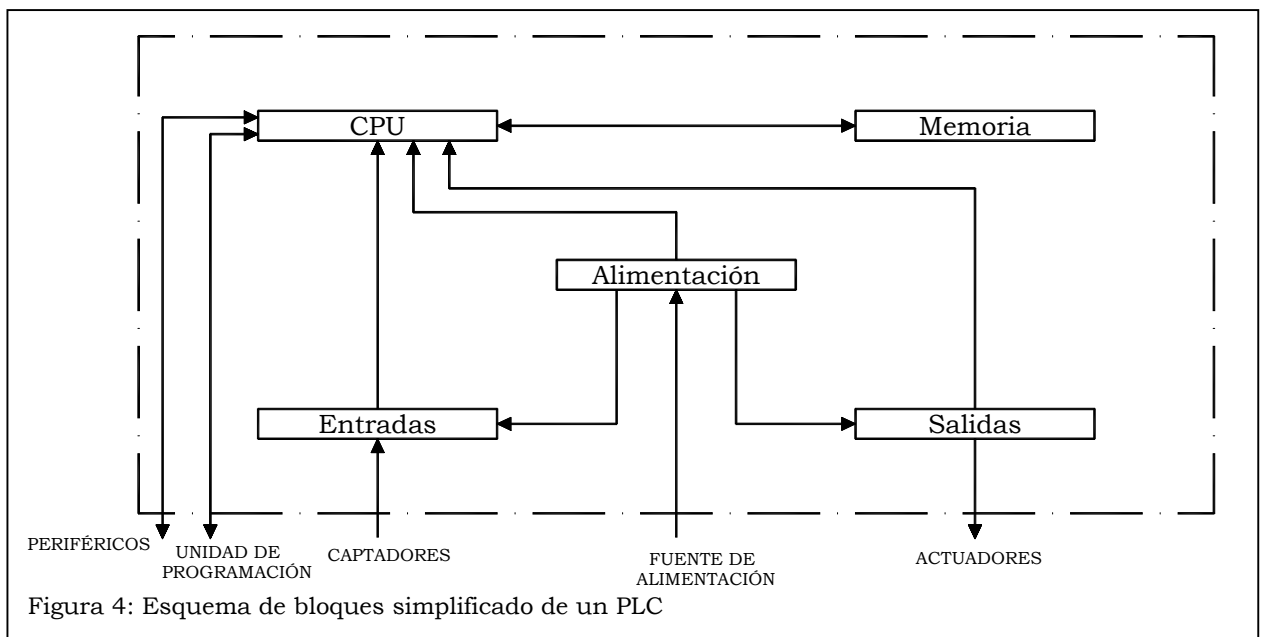 CPU
Memoria
Alimentación
Entradas
Salidas
PERIFÉRICOS
UNIDAD DE
PROGRAMACIÓN
CAPTADORES
FUENTE DE
ALIMENTACIÓN
ACTUADORES
Figura 4: Esquema de bloques simplificado de un PLC